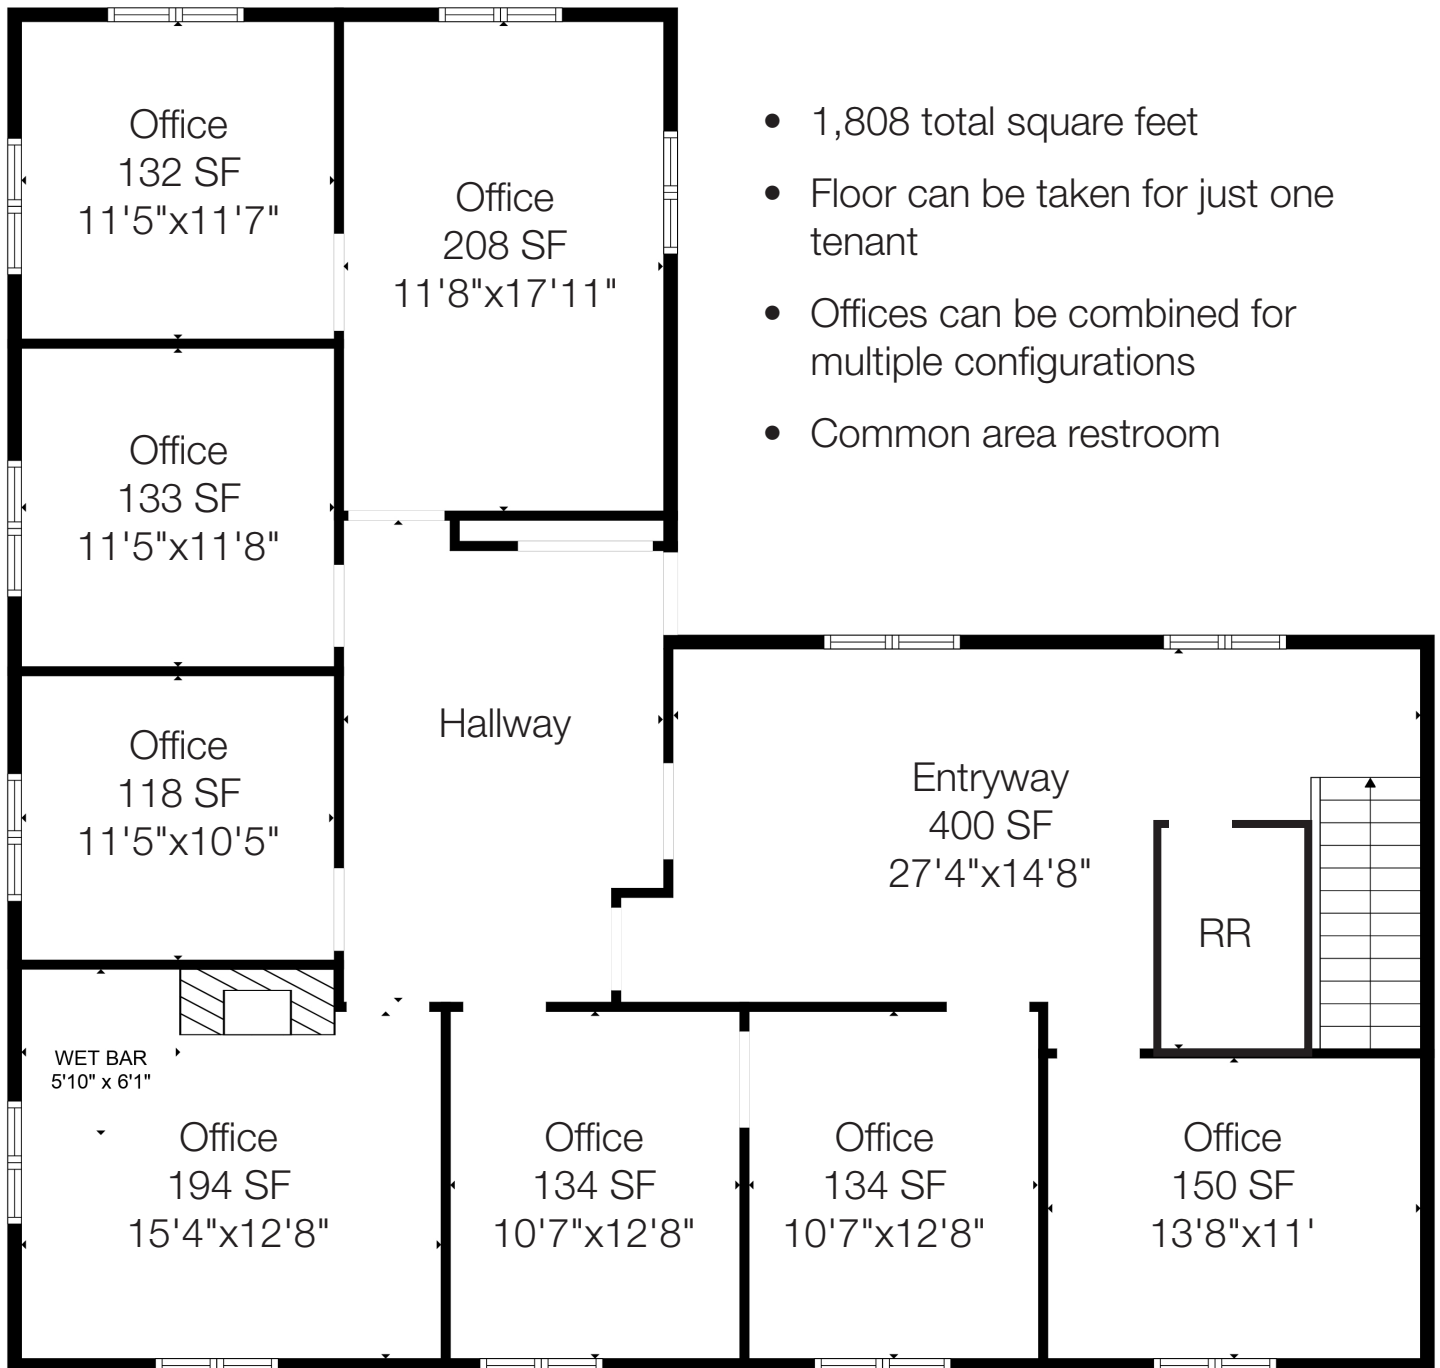 Office
132 SF
11'5"x11'7"
Office
208 SF
11'8"x17'11"
• 1,808 total square feet
• Floor can be taken for just one
tenant
• Offices can be combined for
multiple configurations
• Common area restroom
Office
133 SF
11'5"x11'8"
Office
118 SF
11'5"x10'5"
Hallway
Entryway
400 SF
27'4"x14'8"
RR
WET BAR
5'10" x 6'1"
Office
194 SF
15'4"x12'8"
Office
134 SF
10'7"x12'8"
Office
134 SF
10'7"x12'8"
Office
150 SF
13'8"x11'